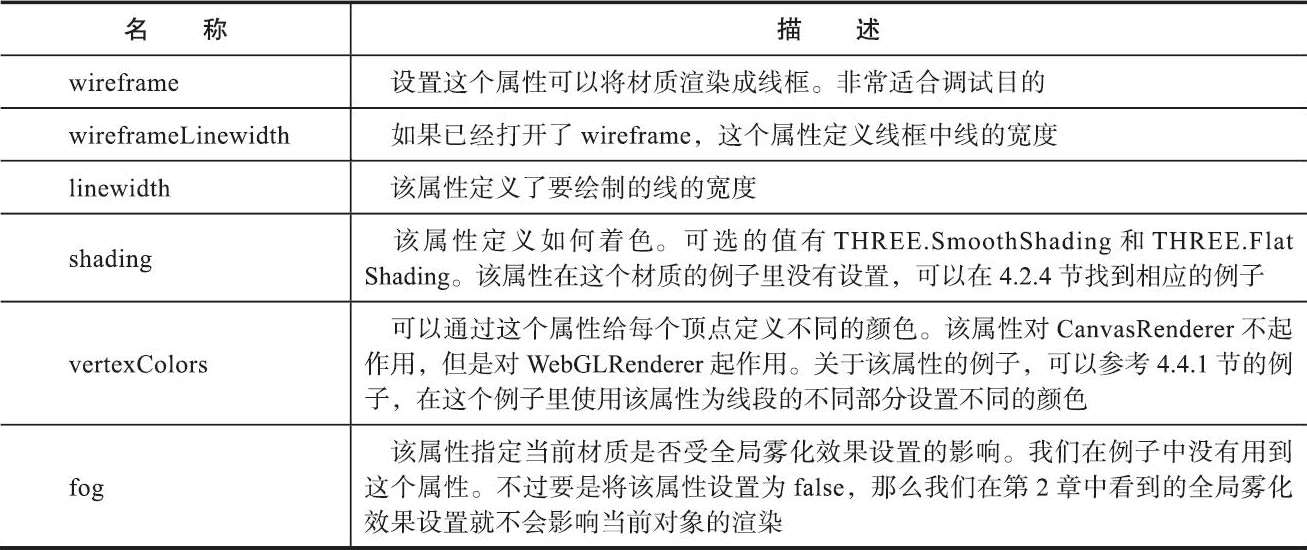 名 称 描 述
wireframe 设置这个属性可以将材质渲染成线框。非常适合调试目的
wireframeLinewidth 如果已经打开了 wireframe，这个属性定义线框中线的宽度
linewidth 该属性定义了要绘制的线的宽度
shading 该属性定义如何着色。可选的值有 THREE.SmoothShading 和 THREE.Flat
Shading。该属性在这个材质的例子里没有设置，可以在 4.2.4 节找到相应的例子
vertexColors 可以通过这个属性给每个顶点定义不同的颜色。该属性对 CanvasRenderer 不起
作用，但是对 WebGLRenderer 起作用。关于该属性的例子，可以参考 4.4.1 节的例
子，在这个例子里使用该属性为线段的不同部分设置不同的颜色
fog 该属性指定当前材质是否受全局雾化效果设置的影响。我们在例子中没有用到
这个属性。不过要是将该属性设置为 false，那么我们在第 2 章中看到的全局雾化
效果设置就不会影响当前对象的渲染